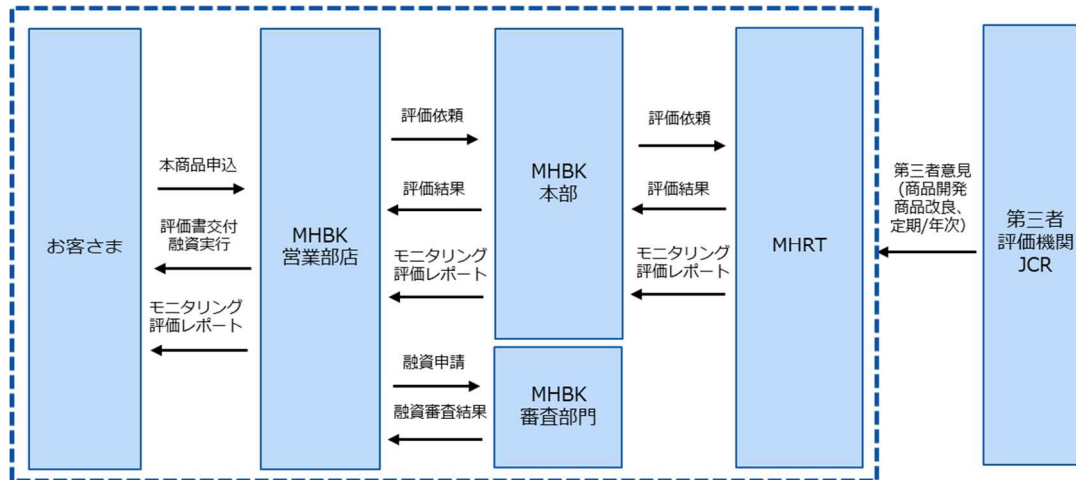 お客さま
本商品申込
評価書交付
融資実行
モニタリング
評価レポート
MHBK
営業部店
評価依頼
評価結果
モニタリング
評価レポート
融資申請
融資審査結果
MHBK
本部
MHBK
審査部門
評価依頼
評価結果
モニタリング
評価レポート
MHRT
第三者意見
(商品開発
商品改良、
定期/年次)
第三者
評価機関
JCR